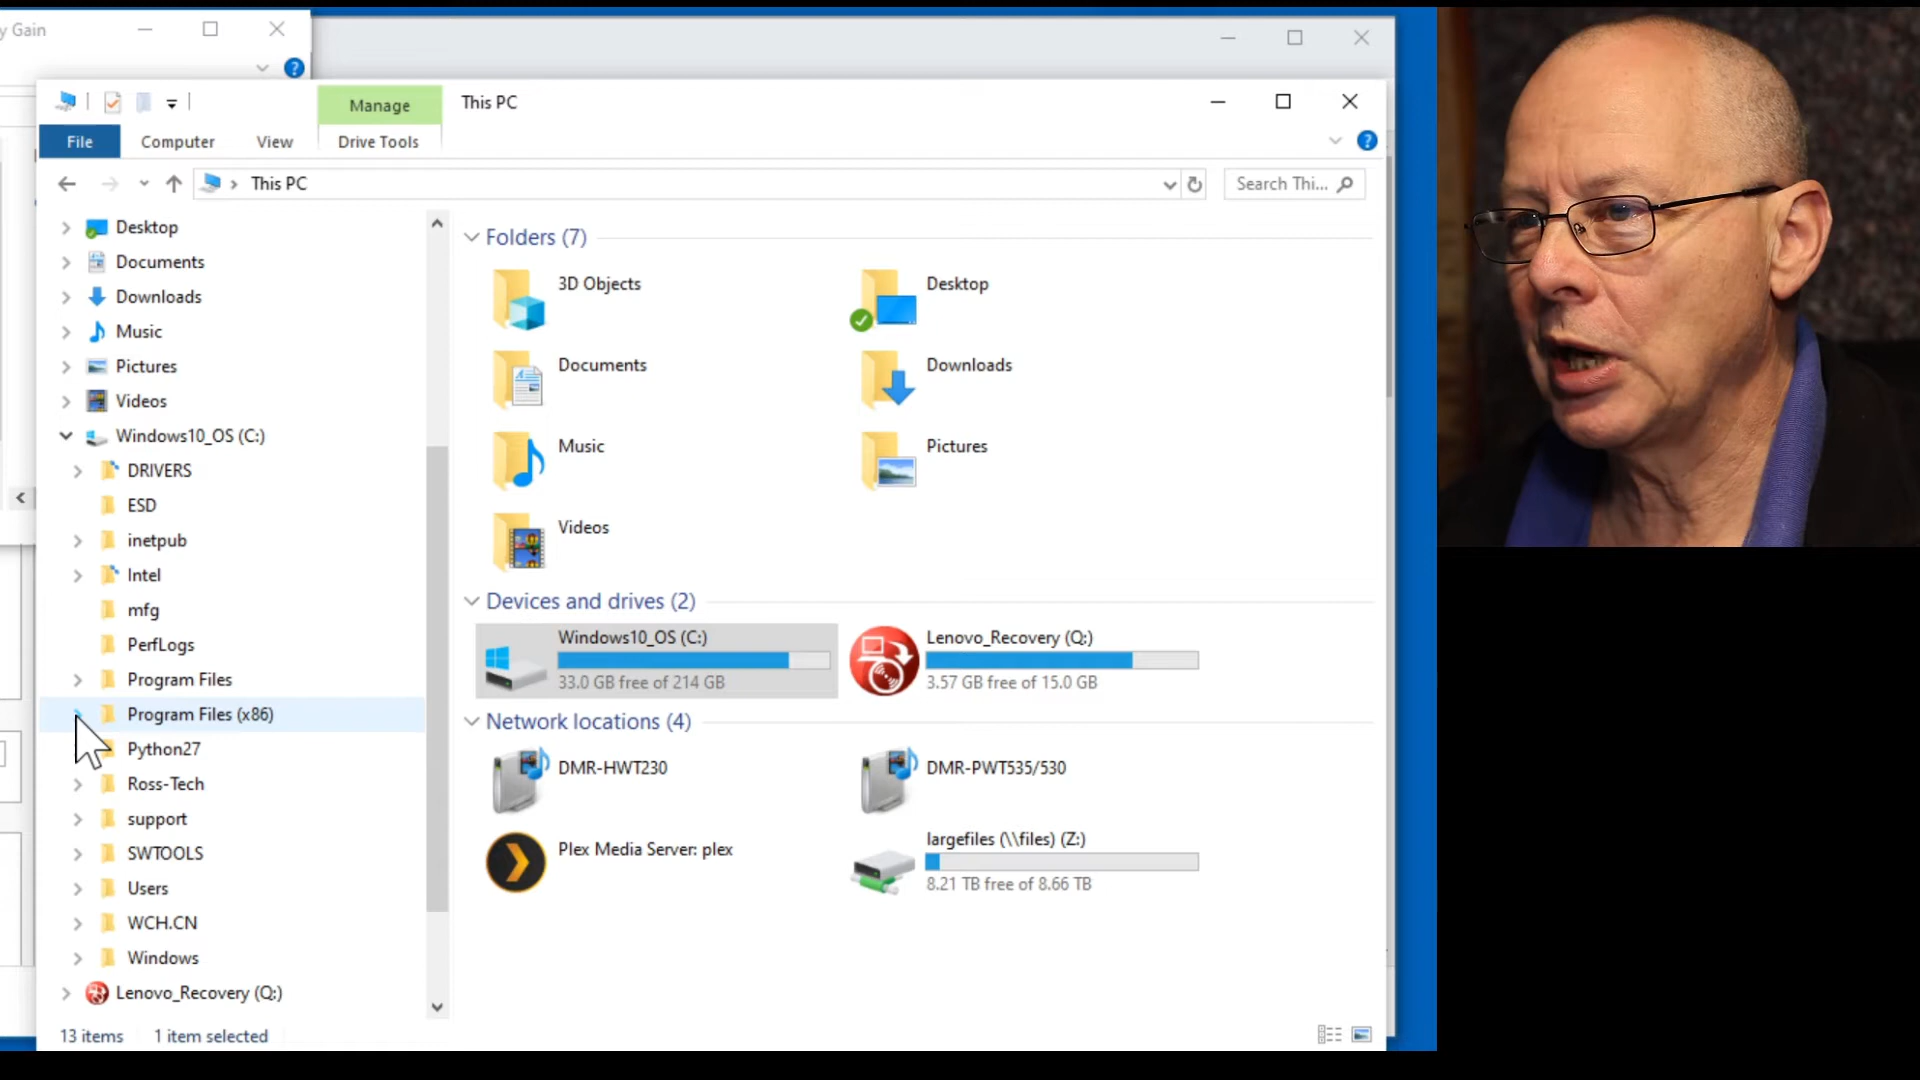 y Gain
Manage
This PC
File
Computer
View
Drive Tools
This PC
Search Thi...
Desktop
Documents
Downloads
Music
Pictures
Videos
Windows10_OS (C:)
DRIVERS
ESD
inetpub
Intel
mfg
PerfLogs
Program Files
Program Files (x86)
Python27
Ross-Tech
support
SWTOOLS
Users
WCH.CN
Windows
Lenovo_Recovery (Q:)
Folders (7)
3D Objects
Desktop
Documents
Downloads
Music
Pictures
Videos
Devices and drives (2)
Windows10_OS (C:)
33.0 GB free of 214 GB
Lenovo_Recovery (Q:)
3.57 GB free of 15.0 GB
Network locations (4)
DMR-HWT230
DMR-PWT535/530
Plex Media Server: plex
largefiles (\\files) (Z:)
8.21 TB free of 8.66 TB
13 items
1 item selected